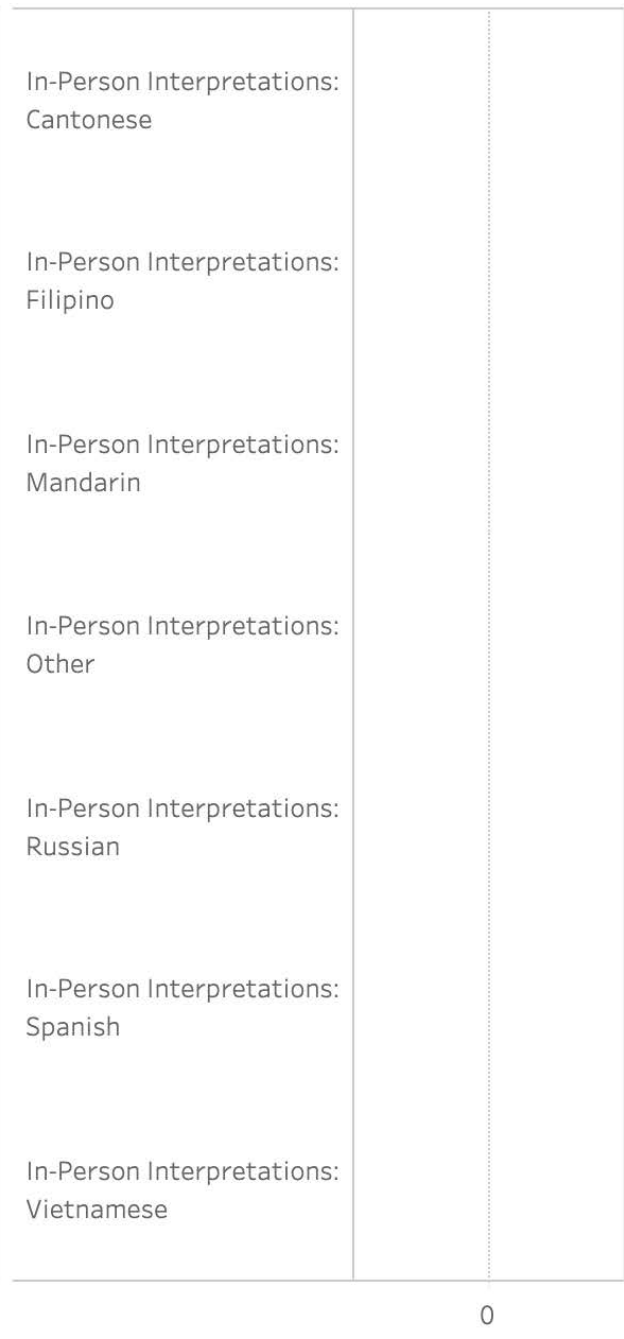 In-Person Interpretations:
Cantonese
In-Person Interpretations:
Filipino
In-Person Interpretations:
Mandarin
In-Person Interpretations:
Other
In-Person Interpretations:
Russian
In-Person Interpretations:
Spanish
In-Person Interpretations:
Vietnamese
0